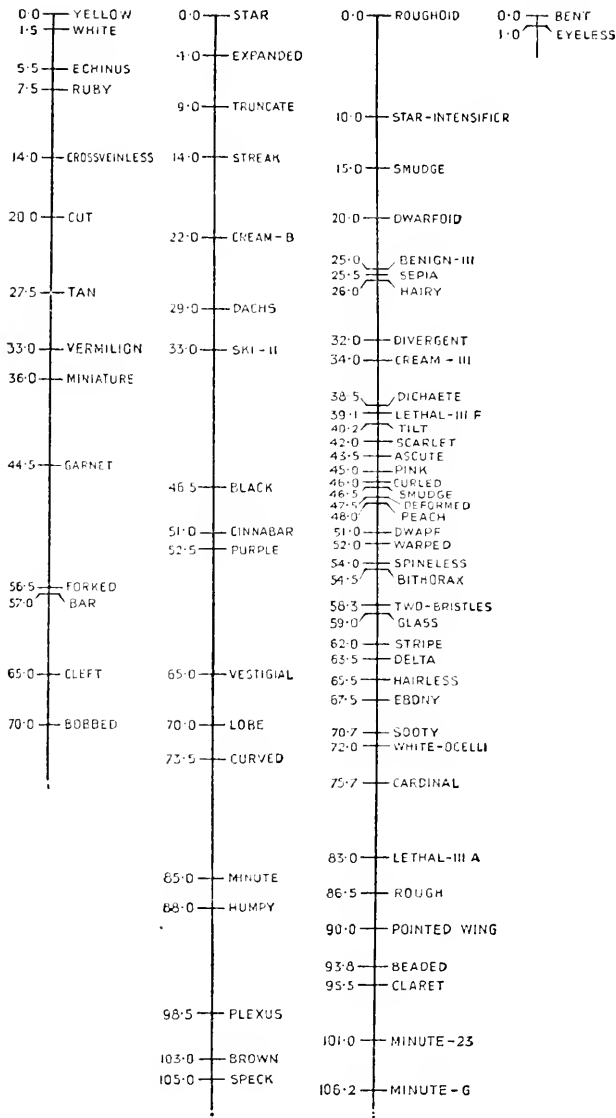 0·0 YELLOW
1·5 WHITE
5·5 ECHINUS
7·5 RUBY
14·0 CROSSVEINLESS
20·0 CUT
27·5 TAN
33·0 VERMILIGN
36·0 MINIATURE
44·5 GARNET
56·5 FORKED
57·0 BAR
65·0 CLEFT
70·0 BOBBED
0·0 STAR
4·0 EXPANDED
9·0 TRUNCATE
14·0 STREAK
22·0 CREAM-B
29·0 DACHS
33·0 SKI-II
46·5 BLACK
51·0 CINNABAR
52·5 PURPLE
65·0 VESTIGIAL
70·0 LOBE
73·5 CURVED
85·0 MINUTE
88·0 HUMPY
98·5 PLEXUS
103·0 BROWN
105·0 SPECK
0·0 ROUGHOID
10·0 STAR-INTENSIFIER
15·0 SMUDGE
20·0 DWARFOID
25·0 BENIGN-III
25·5 SEPIA
26·0 HAIRY
32·0 DIVERGENT
34·0 CREAM-III
38·5 DICHAETE
39·1 LETHAL-III F
40·2 TILT
42·0 SCARLET
43·5 ASCUTE
45·0 PINK
46·0 CURLED
46·5 SMUDGE
47·5 DEFORMED
48·0 PEACH
51·0 DWARF
52·0 WARPED
54·0 SPINELESS
54·5 BITHORAX
58·3 TWO-BRISTLES
59·0 GLASS
62·0 STRIPE
63·5 DELTA
65·5 HAIRLESS
67·5 EBONY
70·7 SOOTY
72·0 WHITE-OCELLI
75·7 CARDINAL
83·0 LETHAL-III A
86·5 ROUGH
90·0 POINTED WING
93·8 BEADED
95·5 CLARET
101·0 MINUTE-23
106·2 MINUTE-G
0·0 BENT
1·0 EYELESS